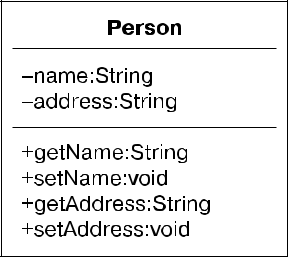 Person
–name:String
–address:String
+getName:String
+setName:void
+getAddress:String
+setAddress:void